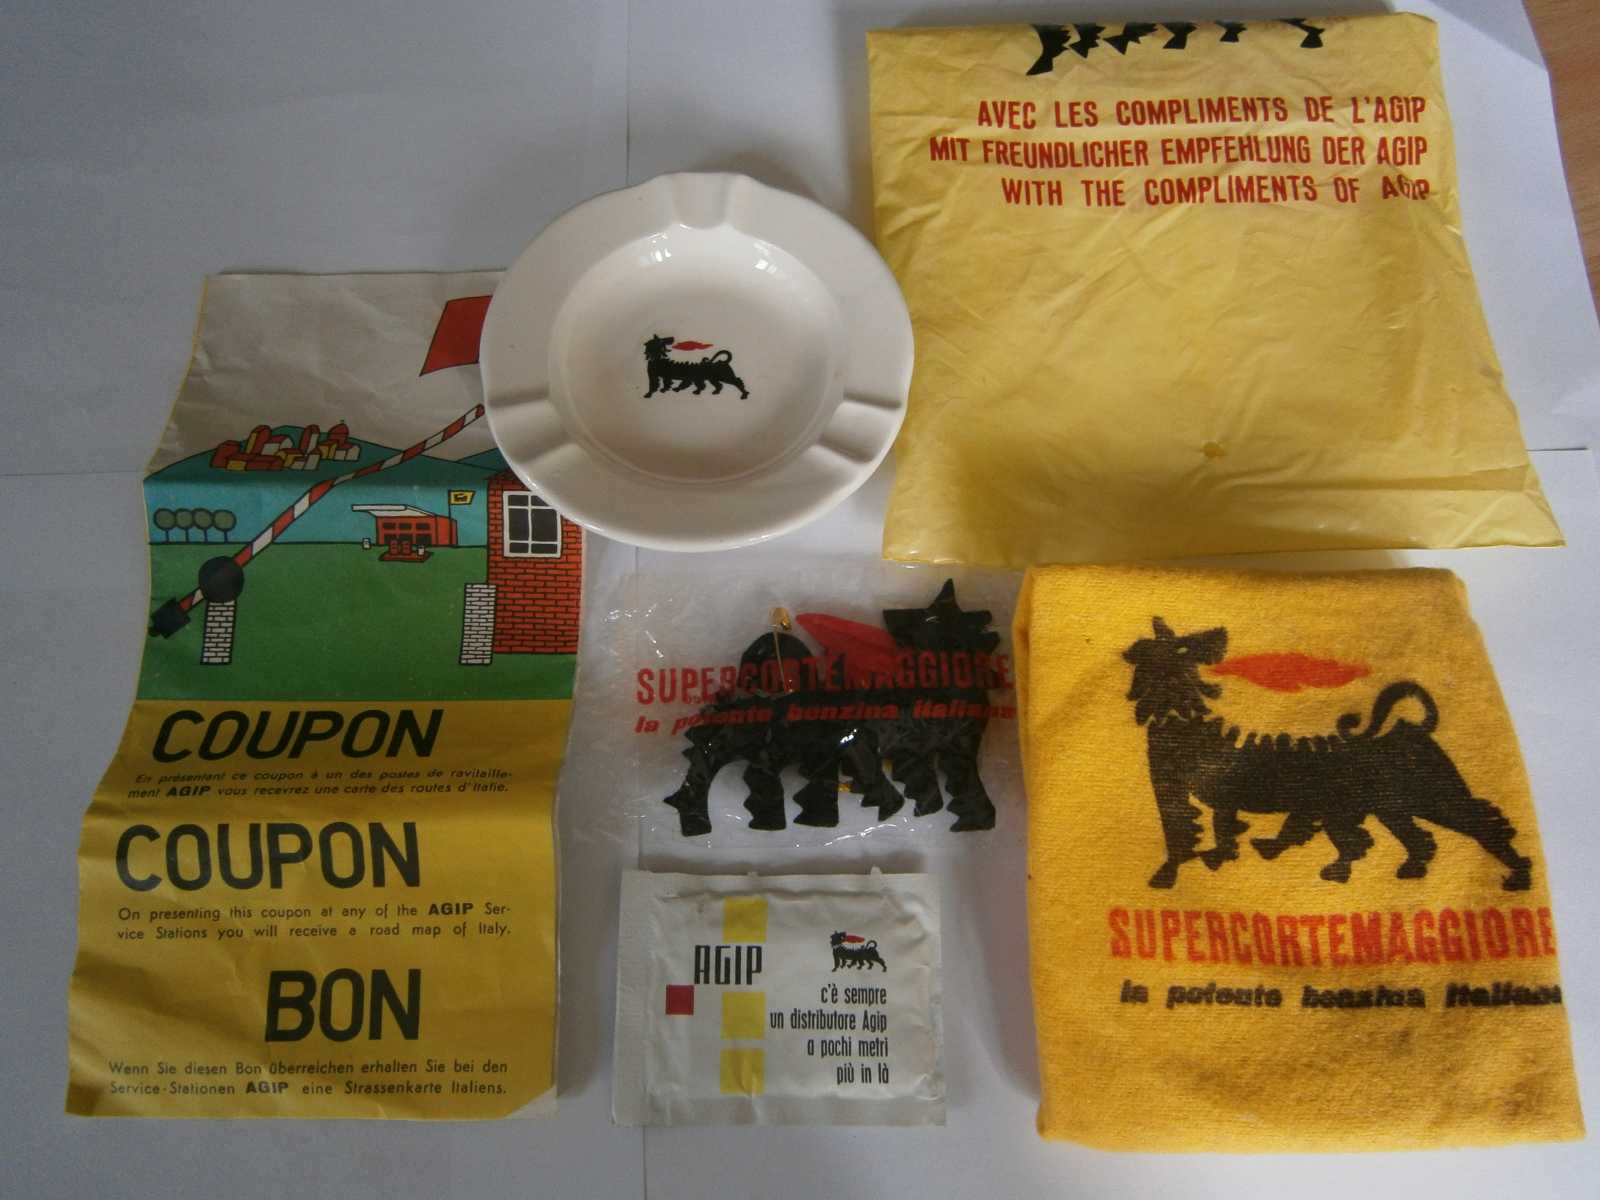 AVEC LES COMPLIMENTS DE L'AGIP
MIT FREUNDLICHER EMPFEHLUNG DER AGIP
WITH THE COMPLIMENTS OF AGIP
COUPON
En présentant ce coupon à un des postes de ravitaille-
ment AGIP vous recevrez une carte des routes d'Italie.
COUPON
On presenting this coupon at any of the AGIP Ser-
vice Stations you will receive a road map of Italy.
BON
Wenn Sie diesen Bon überreichen erhalten Sie bei den
Service-Stationen AGIP eine Strassenkarte Italiens.
SUPERCORTEMAGGIORE
la potente benzina italiana
AGIP
c'è sempre
un distributore Agip
a pochi metri
più in là
SUPERCORTEMAGGIORE
la potente benzina italiana